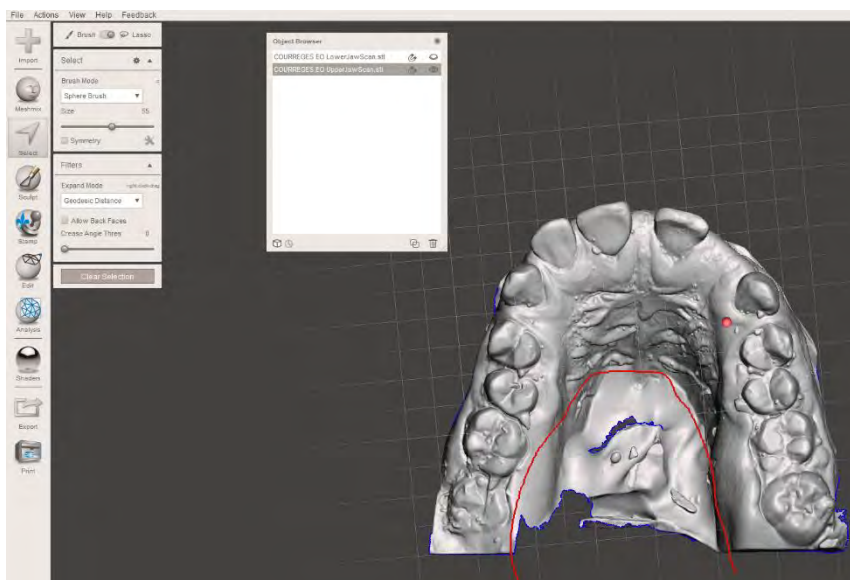 File Actions View Help Feedback
Import
Meshmix
Select
Sculpt
Stamp
Edit
Analysis
Shaders
Export
Print
Brush Lasso
Select
Brush Mode
Sphere Brush
Size 55
Symmetry
Filters
Expand Mode
Geodesic Distance
Allow Back Faces
Crease Angle Thres 0
Clear Selection
Object Browser
COURREGES EO LowerJawScan.stl
COURREGES EO UpperJawScan.stl